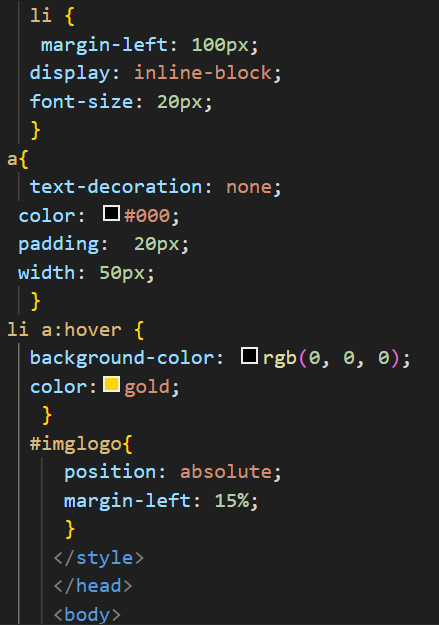 li {
margin-left: 100px;
display: inline-block;
font-size: 20px;
}
a{
text-decoration: none;
color: #000;
padding:  20px;
width: 50px;
}
li a:hover {
background-color: rgb(0, 0, 0);
color: gold;
}
#imglogo{
position: absolute;
margin-left: 15%;
}
</style>
</head>
<body>